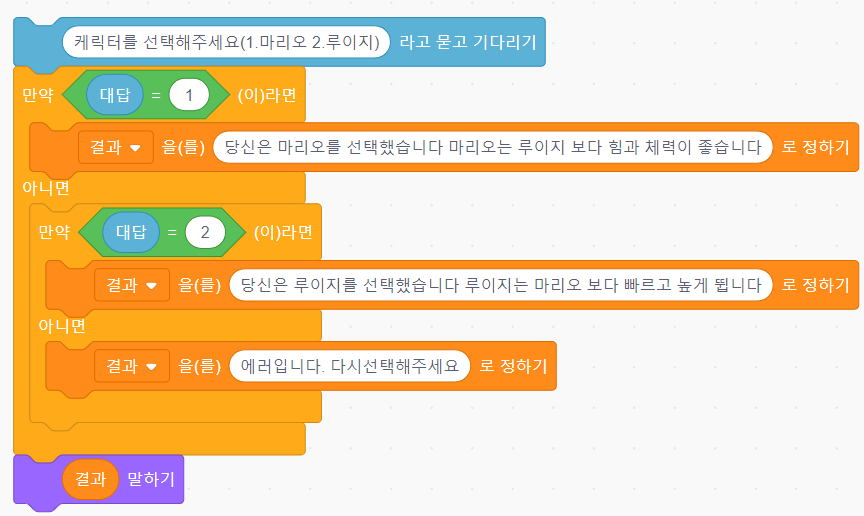 케릭터를 선택해주세요(1.마리오 2.루이지) 라고 묻고 기다리기
만약 대답 = 1 (이)라면
결과 을(를) 당신은 마리오를 선택했습니다 마리오는 루이지 보다 힘과 체력이 좋습니다 로 정하기
아니면
만약 대답 = 2 (이)라면
결과 을(를) 당신은 루이지를 선택했습니다 루이지는 마리오 보다 빠르고 높게 뜁니다 로 정하기
아니면
결과 을(를) 에러입니다. 다시선택해주세요 로 정하기
결과 말하기